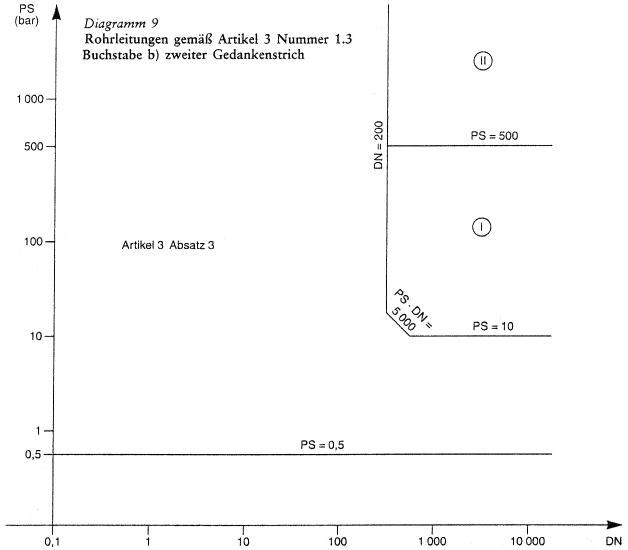 PS
(bar)
Diagramm 9
Rohrleitungen gemäß Artikel 3 Nummer 1.3
Buchstabe b) zweiter Gedankenstrich
II
1 000
DN = 200
PS = 500
500
I
100
Artikel 3 Absatz 3
PS . DN =
5 000
PS = 10
10
1
PS = 0,5
0,5
0,1
1
10
100
1 000
10 000
DN